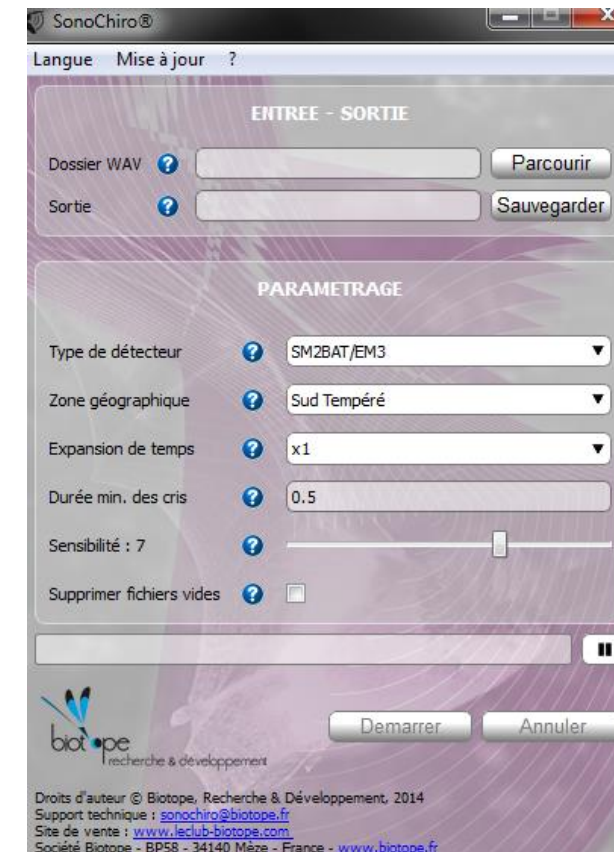 SonoChiro®
Langue Mise à jour ?
ENTREE - SORTIE
Dossier WAV ? Parcourir
Sortie ? Sauvegarder
PARAMETRAGE
Type de détecteur ? SM2BAT/EM3
Zone géographique ? Sud Tempéré
Expansion de temps ? x1
Durée min. des cris ? 0.5
Sensibilité : 7 ?
Supprimer fichiers vides ?
biotope
recherche & développement
Demarrer Annuler
Droits d'auteur © Biotope, Recherche & Développement, 2014
Support technique : sonochiro@biotope.fr
Site de vente : www.leclub-biotope.com
Société Biotope - BP58 - 34140 Mèze - France - www.biotope.fr